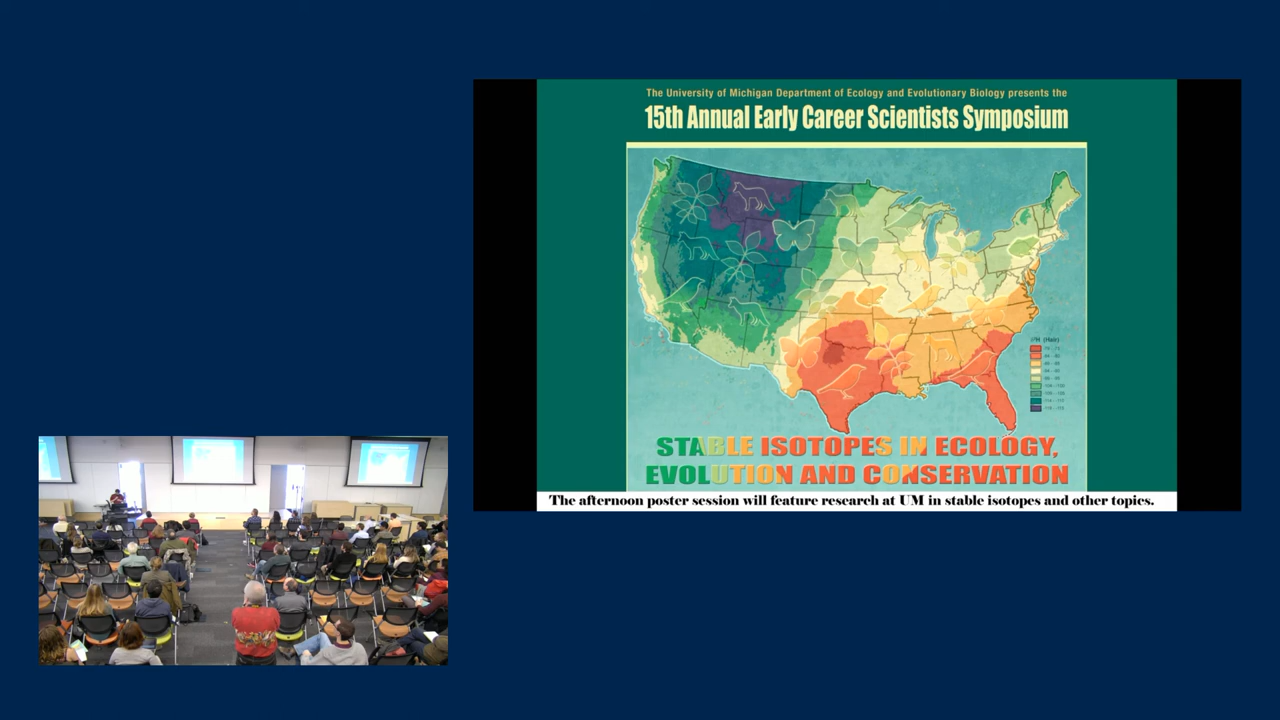 The University of Michigan Department of Ecology and Evolutionary Biology presents the
15th Annual Early Career Scientists Symposium
(Hair)
STABLE ISOTOPES IN ECOLOGY,
EVOLUTION AND CONSERVATION
The afternoon poster session will feature research at UM in stable isotopes and other topics.